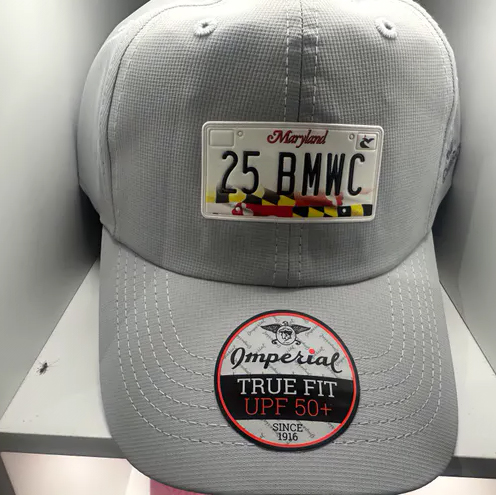 Maryland
25 BMWC
Imperial
TRUE FIT
UPF 50+
SINCE
1916